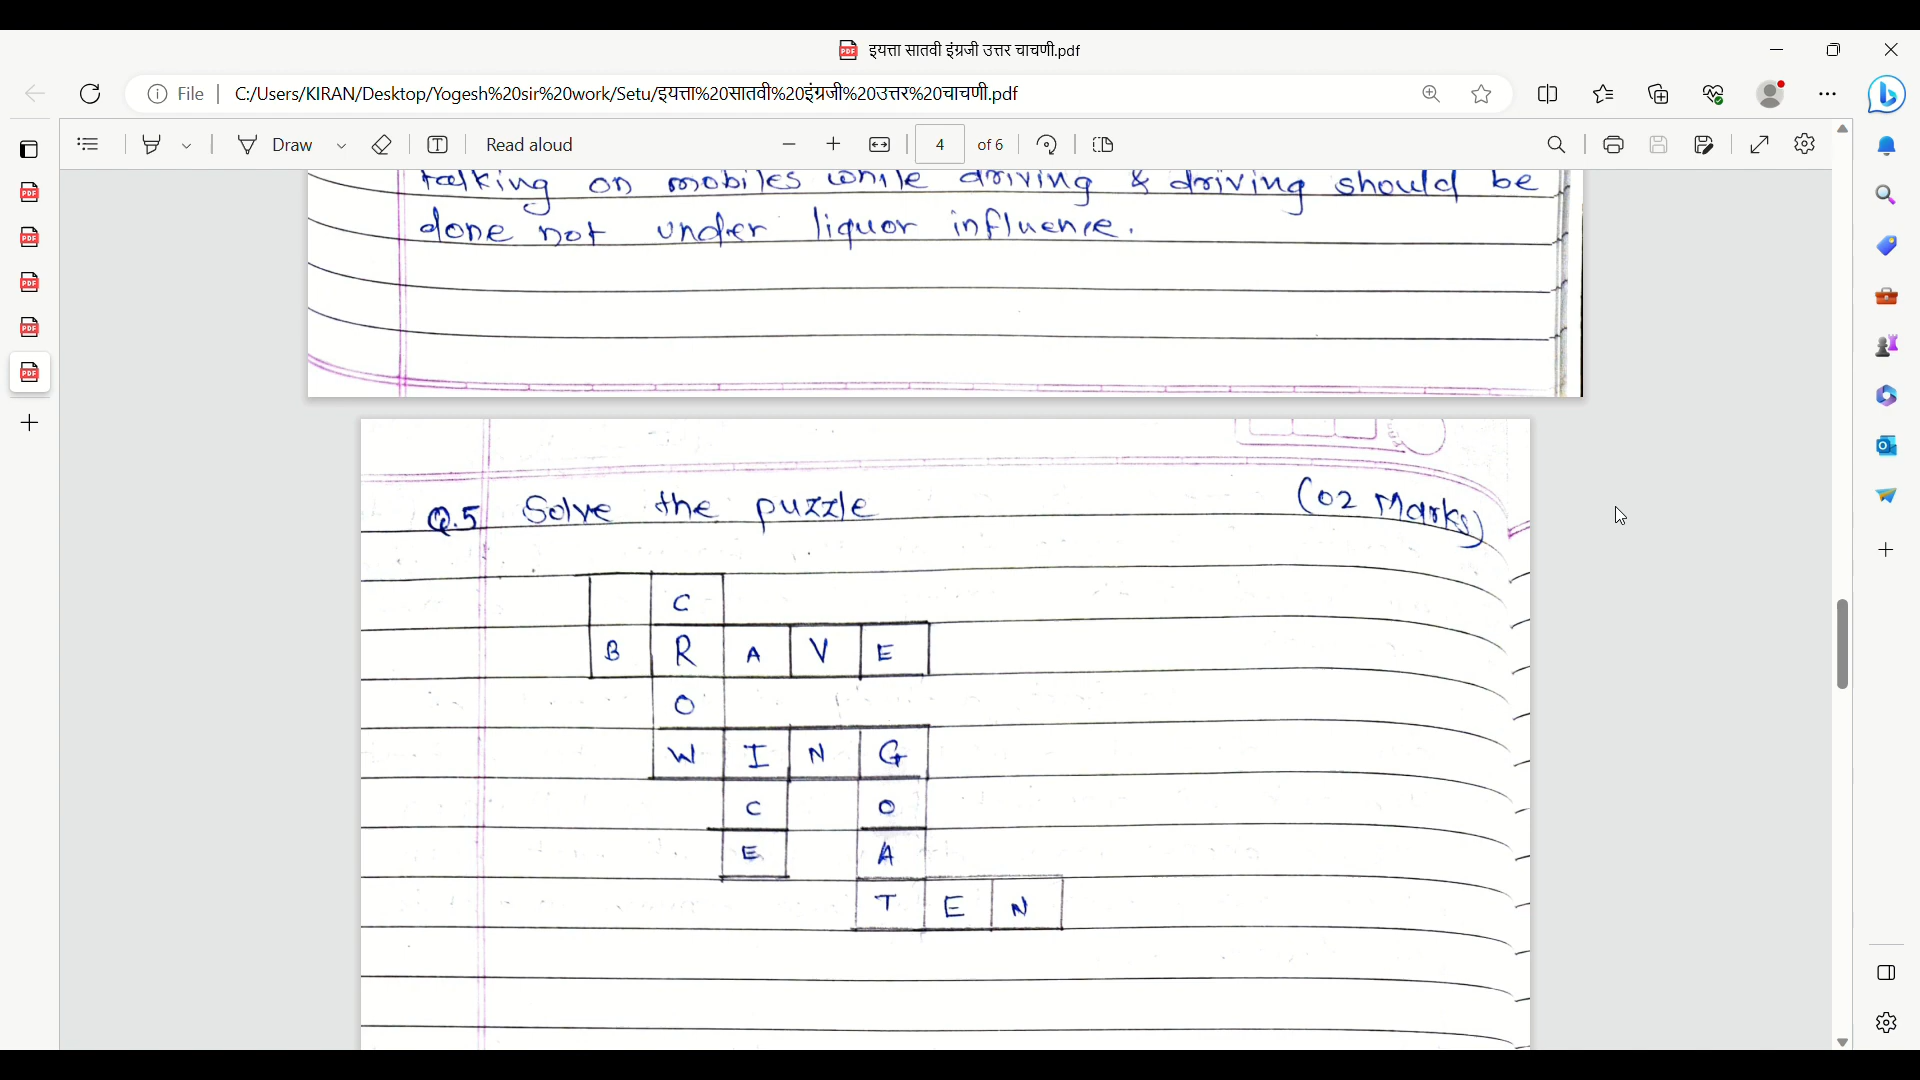 इयत्ता सातवी इंग्रजी उत्तर चाचणी.pdf
File C:/Users/KIRAN/Desktop/Yogesh%20sir%20work/Setu/इयत्ता%20सातवी%20इंग्रजी%20उत्तर%20चाचणी.pdf
Draw Read aloud 4 of 6
talking on mobiles while driving & driving should be
done not under liquor influence.
Q.5 Solve the puzzle (02 Marks)
C
B R A V E
O
W I N G
C O
E A
T E N